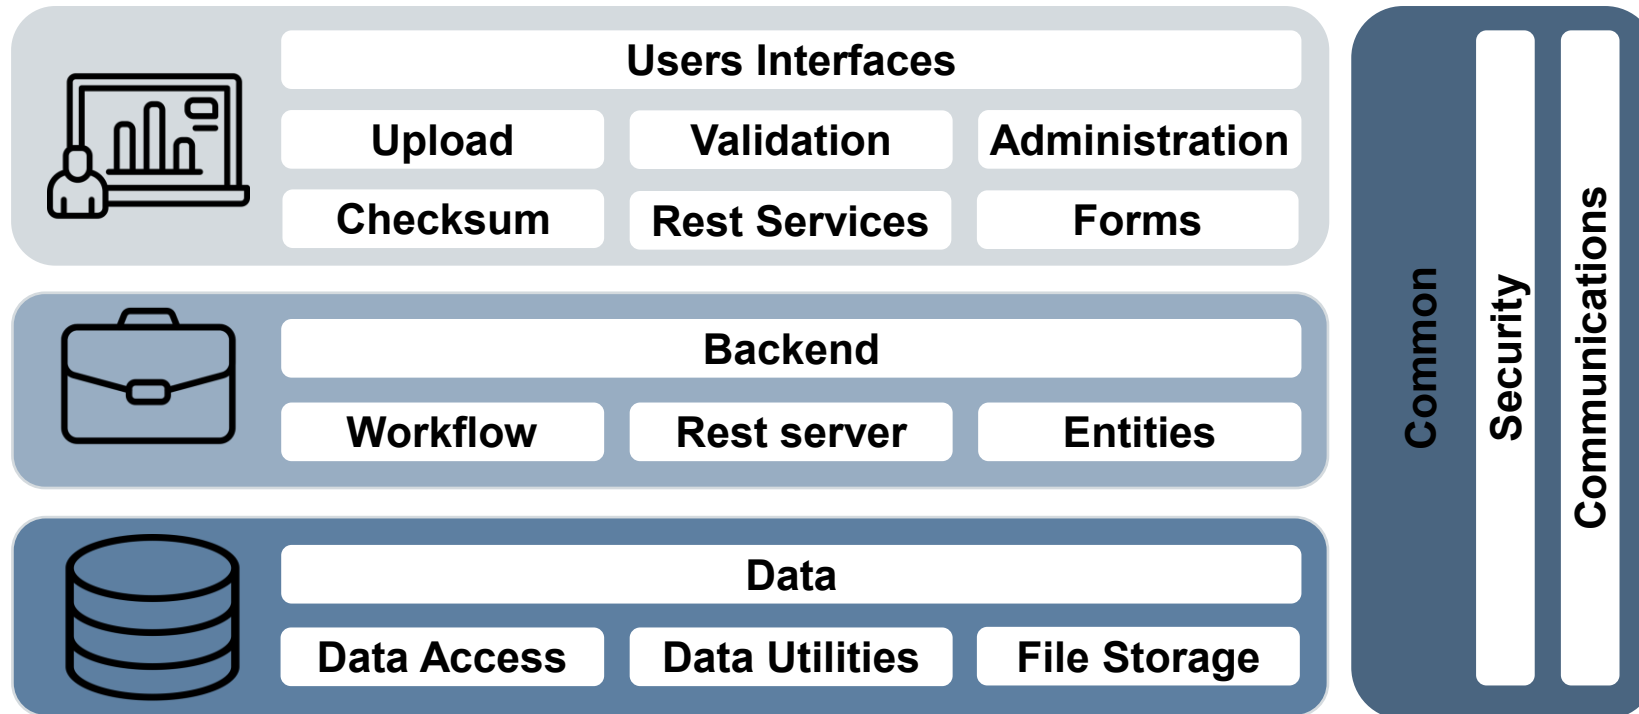 Users Interfaces
Upload
Validation
Administration
Checksum
Rest Services
Forms
Backend
Workflow
Rest server
Entities
Data
Data Access
Data Utilities
File Storage
Common
Security
Communications